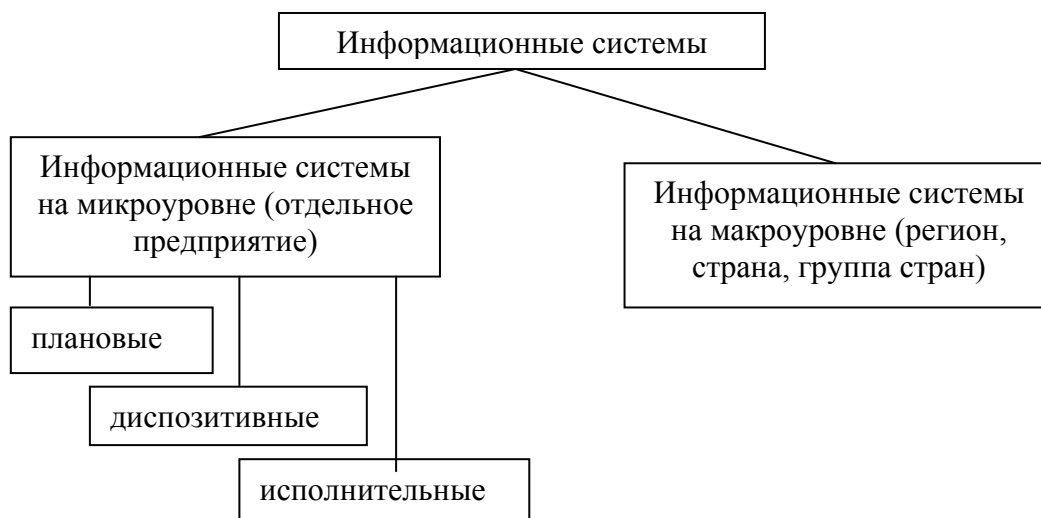 Информационные системы
Информационные системы
на микроуровне (отдельное
предприятие)
Информационные системы
на макроуровне (регион,
страна, группа стран)
плановые
диспозитивные
исполнительные